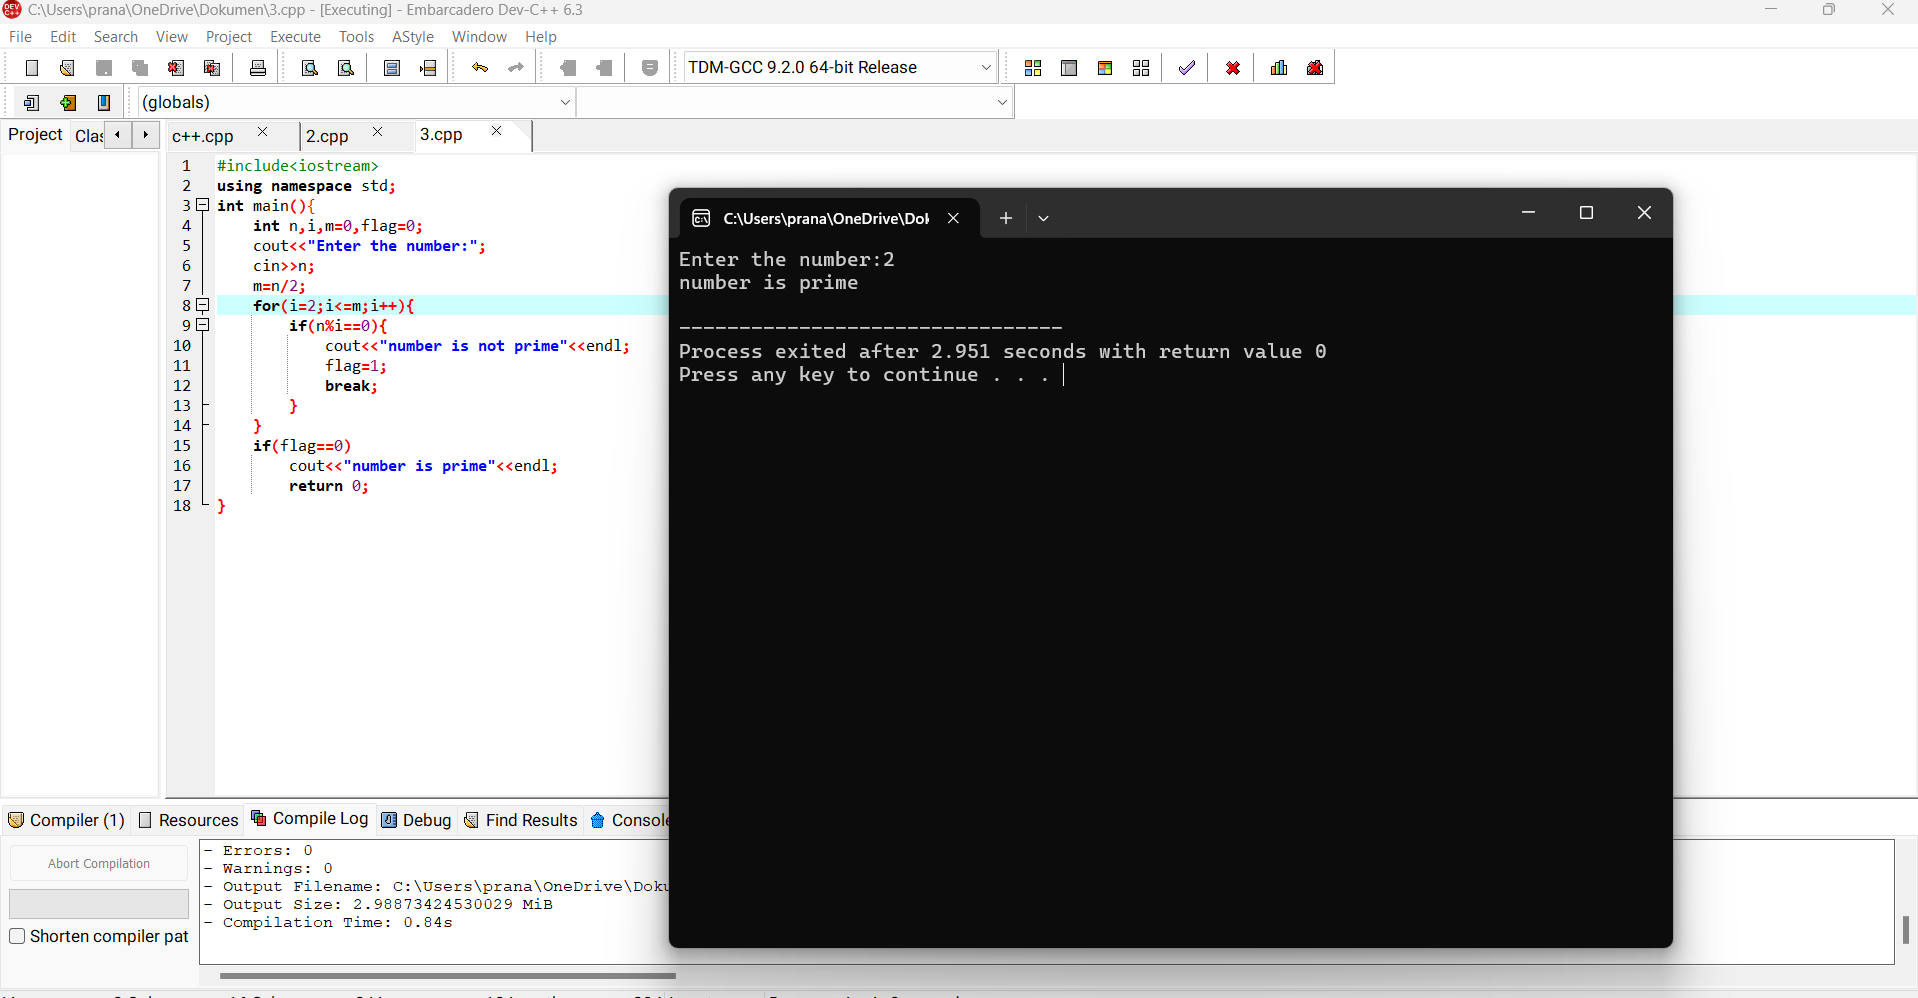 C:\Users\prana\OneDrive\Dokumen\3.cpp - [Executing] - Embarcadero Dev-C++ 6.3
File Edit Search View Project Execute Tools AStyle Window Help
TDM-GCC 9.2.0 64-bit Release
(globals)
Project Clas c++.cpp 2.cpp 3.cpp
1 #include<iostream>
2 using namespace std;
3 int main(){
4 int n,i,m=0,flag=0;
5 cout<<"Enter the number:";
6 cin>>n;
7 m=n/2;
8 for(i=2;i<=m;i++){
9 if(n%i==0){
10 cout<<"number is not prime"<<endl;
11 flag=1;
12 break;
13 }
14 }
15 if(flag==0)
16 cout<<"number is prime"<<endl;
17 return 0;
18 }
C:\Users\prana\OneDrive\Dol
Enter the number:2
number is prime
--------------------------------
Process exited after 2.951 seconds with return value 0
Press any key to continue . . .
Compiler (1) Resources Compile Log Debug Find Results Console
Abort Compilation
Shorten compiler pat
- Errors: 0
- Warnings: 0
- Output Filename: C:\Users\prana\OneDrive\Doku
- Output Size: 2.98873424530029 MiB
- Compilation Time: 0.84s